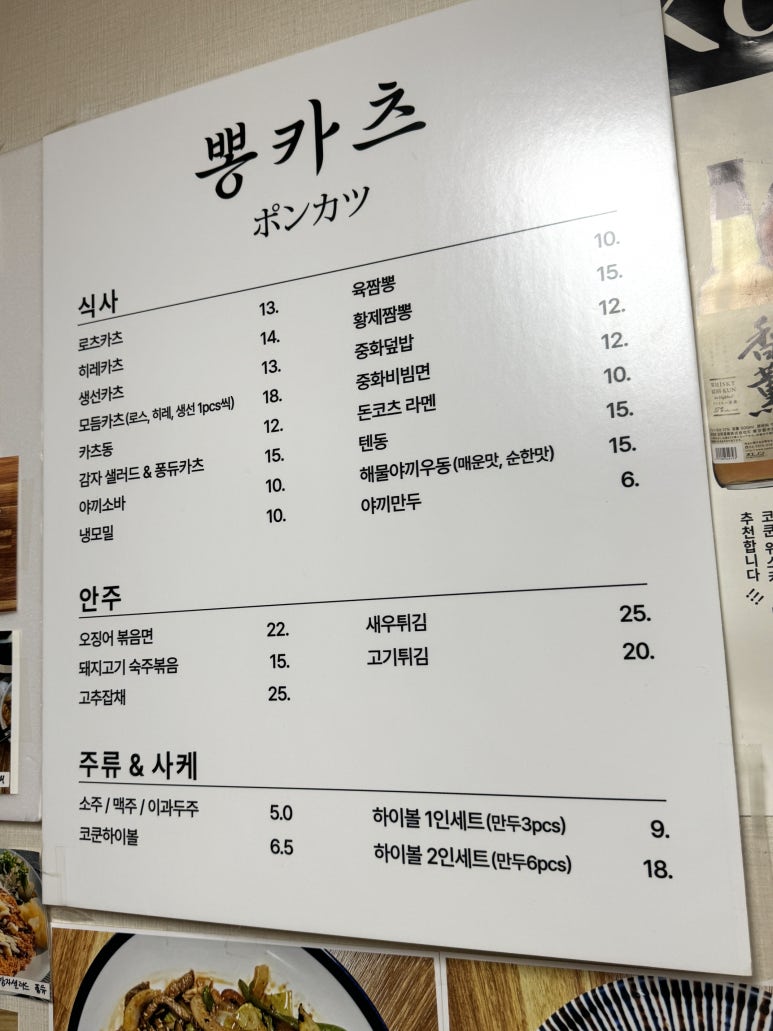 뽕카츠
ポンカツ
식사
로츠카츠 13.
히레카츠 14.
생선카츠 13.
모듬카츠(로스, 히레, 생선 1pcs씩) 18.
카츠동 12.
감자 샐러드 & 퐁듀카츠 15.
야끼소바 10.
냉모밀 10.
육짬뽕 10.
황제짬뽕 15.
중화덮밥 12.
중화비빔면 12.
돈코츠 라멘 10.
텐동 15.
해물야끼우동(매운맛, 순한맛) 15.
야끼만두 6.
안주
오징어 볶음면 22.
돼지고기 숙주볶음 15.
고추잡채 25.
새우튀김 25.
고기튀김 20.
주류 & 사케
소주 / 맥주 / 이과두주 5.0
코쿤하이볼 6.5
하이볼 1인세트(만두3pcs) 9.
하이볼 2인세트(만두6pcs) 18.
추천합니다 !!!